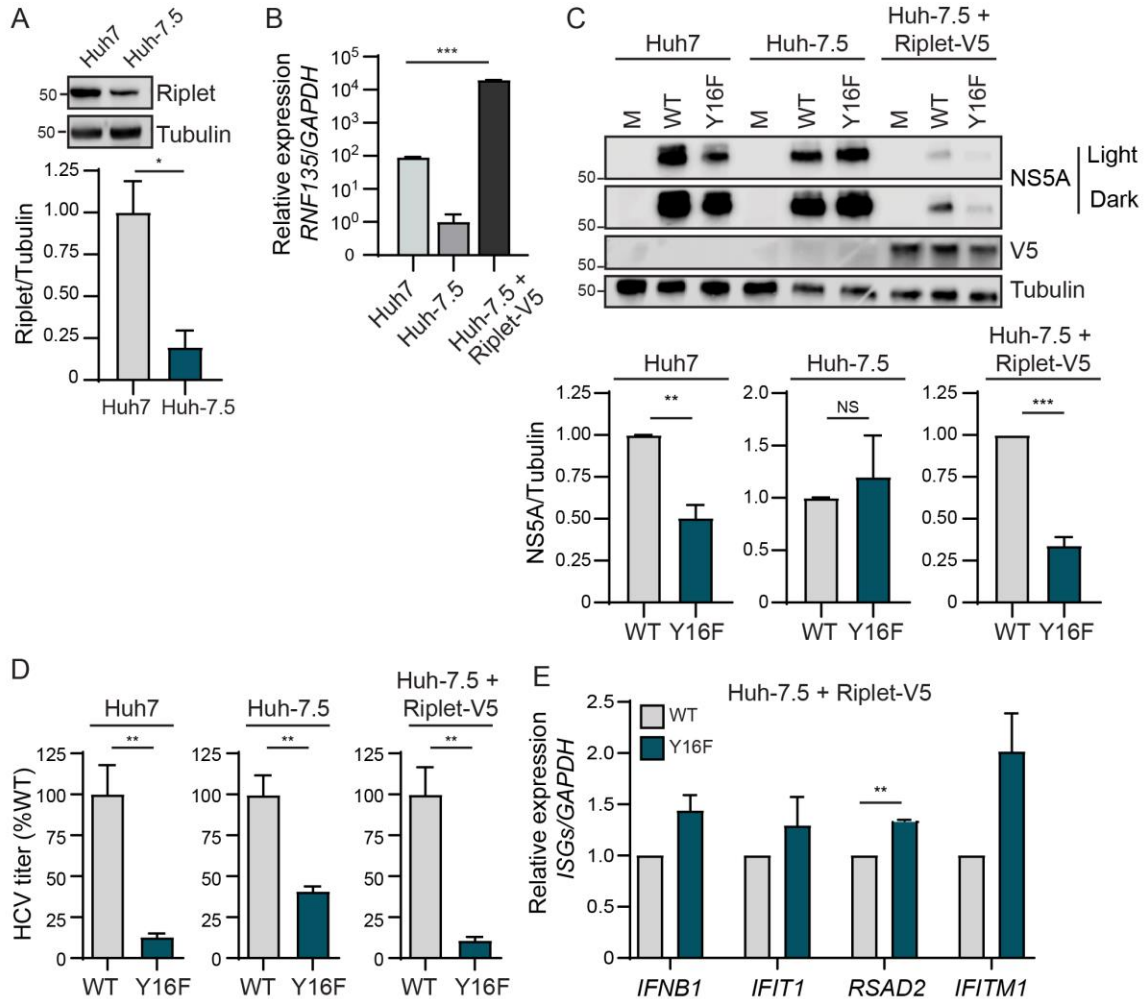 A
Huh7
Huh-7.5
50
Riplet
50
Tubulin
Riplet/Tubulin
1.25
1.00
0.75
0.50
0.25
0
*
Huh7
Huh-7.5
B
Relative expression
RNF135/GAPDH
10^5
10^4
10^3
10^2
10^1
10^0
0
***
Huh7
Huh-7.5
Huh-7.5 +
Riplet-V5
C
Huh7
Huh-7.5
Huh-7.5 +
Riplet-V5
M WT Y16F M WT Y16F M WT Y16F
50
50
50
50
NS5A
Light
Dark
V5
Tubulin
NS5A/Tubulin
Huh7
1.00
0.75
0.50
0.25
0
**
WT Y16F
Huh-7.5
2.0
1.5
1.0
0.5
0
NS
WT Y16F
Huh-7.5 +
Riplet-V5
1.00
0.75
0.50
0.25
0
***
WT Y16F
D
HCV titer (%WT)
Huh7
125
100
75
50
25
0
**
WT Y16F
Huh-7.5
125
100
75
50
25
0
**
WT Y16F
Huh-7.5 +
Riplet-V5
125
100
75
50
25
0
**
WT Y16F
E
Huh-7.5 + Riplet-V5
WT
Y16F
Relative expression
ISGs/GAPDH
2.5
2.0
1.5
1.0
0.5
0
**
IFNB1 IFIT1 RSAD2 IFITM1